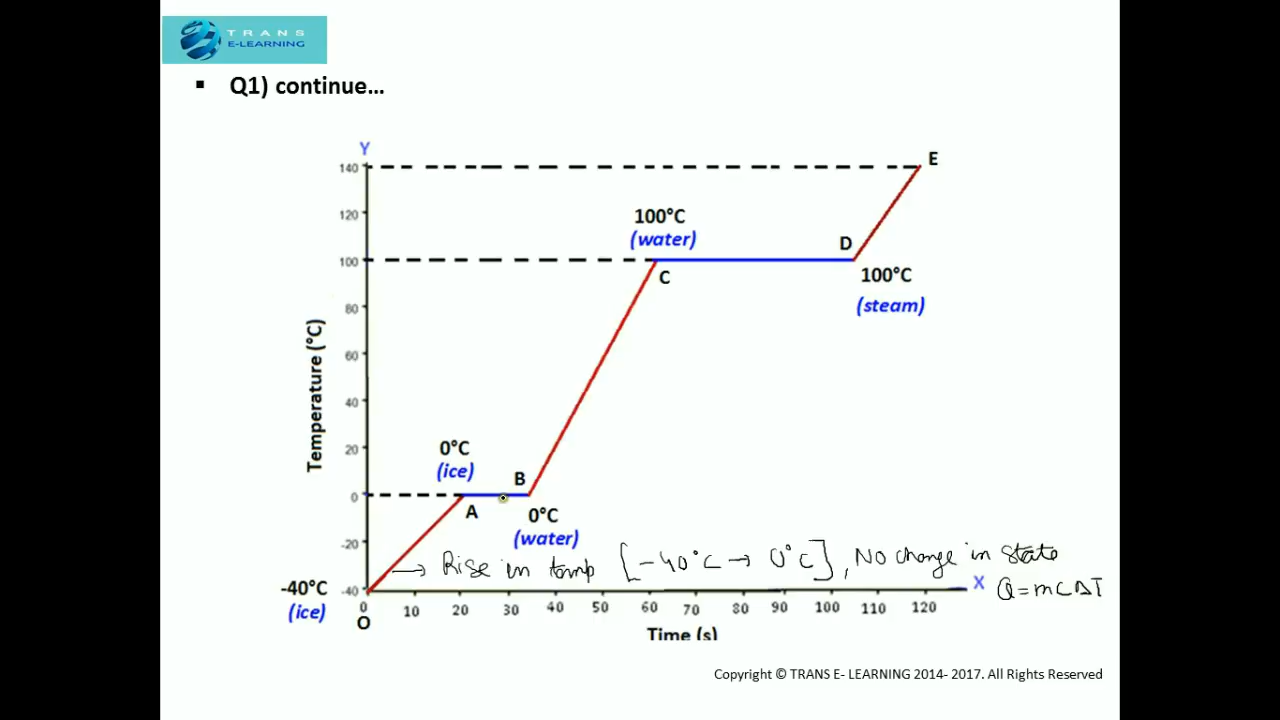 TRANS
E-LEARNING
▪ Q1) continue...
Y
140
E
120
100°C
(water)
D
100
C
100°C
(steam)
80
60
40
Temperature (°C)
20
0°C
(ice)
B
0
A
0°C
(water)
-20
→ Rise in temp [-40°C → 0°C], No change in state
-40°C
(ice)
-40
X
Q = mCΔT
0 10 20 30 40 50 60 70 80 90 100 110 120
O
Time (s)
Copyright © TRANS E- LEARNING 2014- 2017. All Rights Reserved